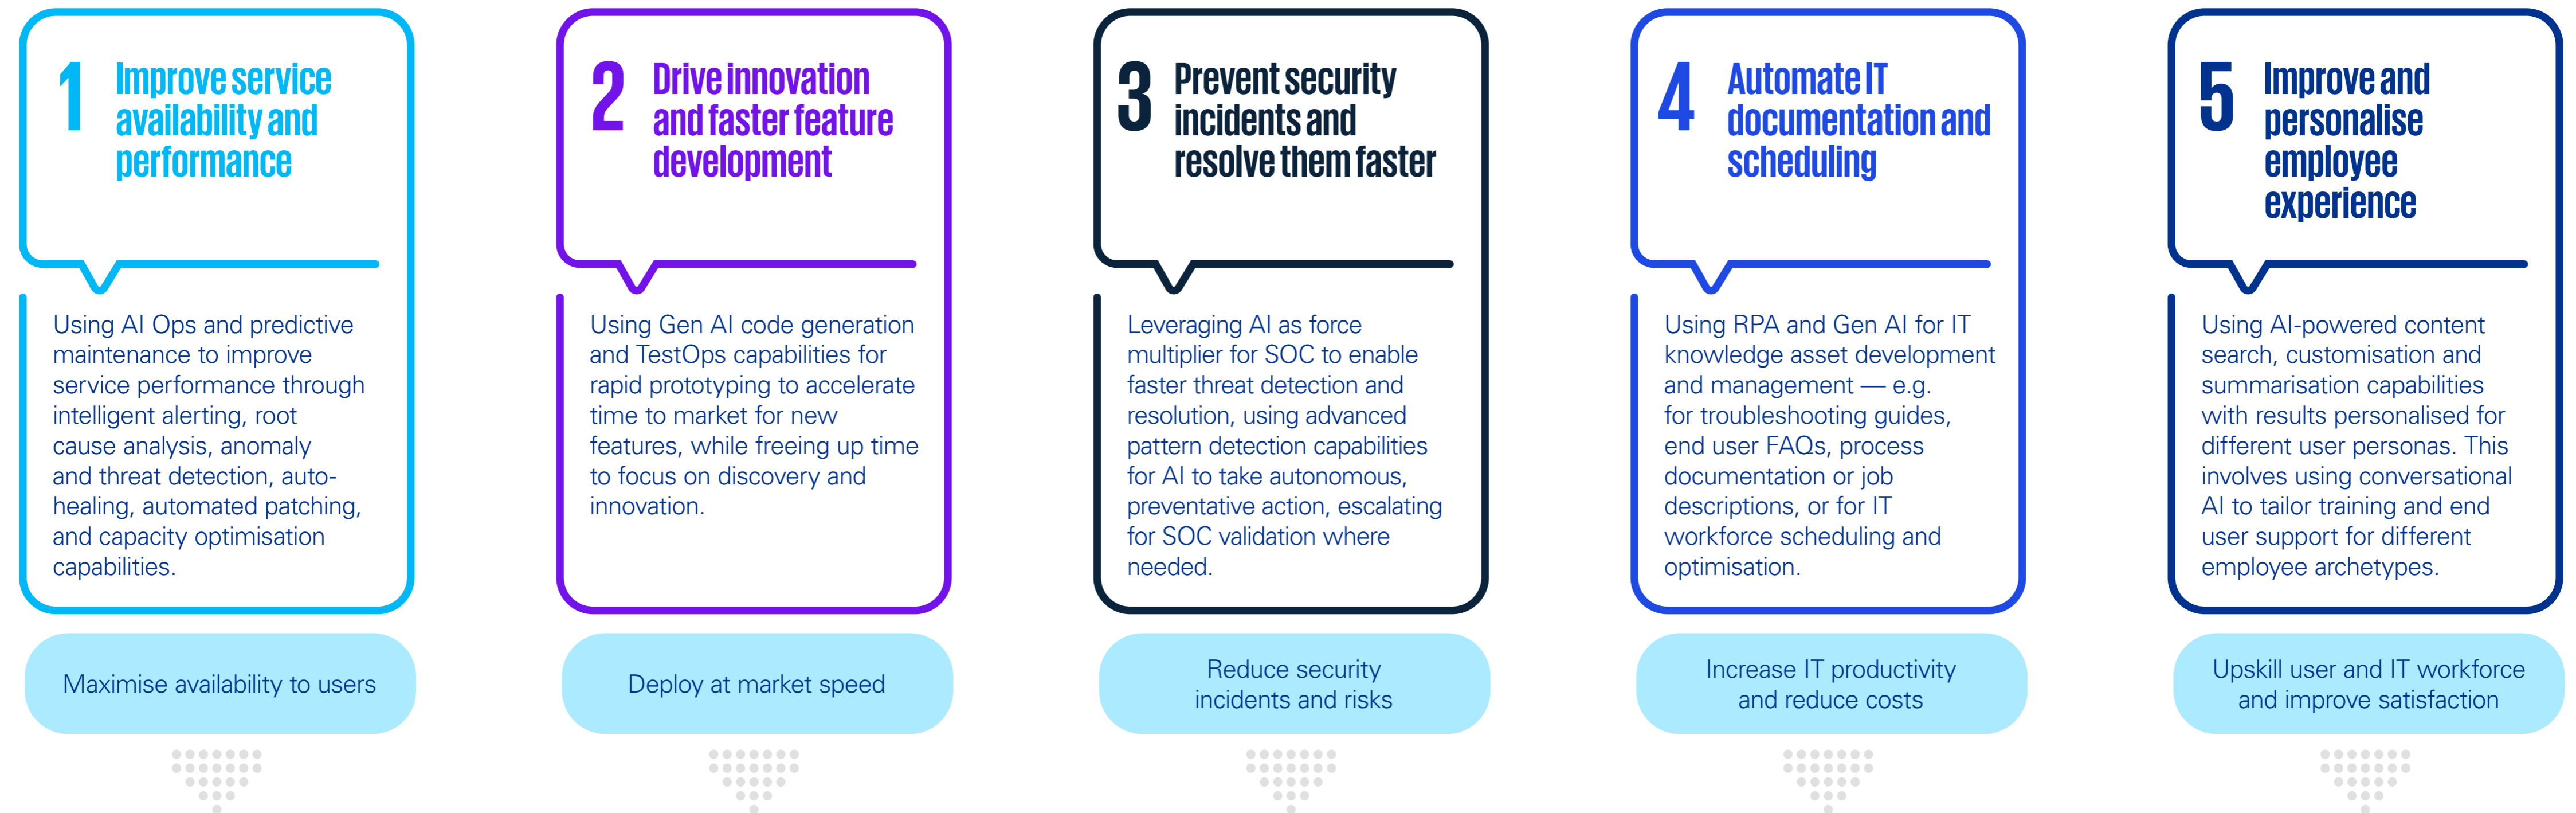 1
Improve service
availability and
performance
Using AI Ops and predictive
maintenance to improve
service performance through
intelligent alerting, root
cause analysis, anomaly
and threat detection, auto-
healing, automated patching,
and capacity optimisation
capabilities.
Maximise availability to users
2
Drive innovation
and faster feature
development
Using Gen AI code generation
and TestOps capabilities for
rapid prototyping to accelerate
time to market for new
features, while freeing up time
to focus on discovery and
innovation.
Deploy at market speed
3
Prevent security
incidents and
resolve them faster
Leveraging AI as force
multiplier for SOC to enable
faster threat detection and
resolution, using advanced
pattern detection capabilities
for AI to take autonomous,
preventative action, escalating
for SOC validation where
needed.
Reduce security
incidents and risks
4
Automate IT
documentation and
scheduling
Using RPA and Gen AI for IT
knowledge asset development
and management — e.g.
for troubleshooting guides,
end user FAQs, process
documentation or job
descriptions, or for IT
workforce scheduling and
optimisation.
Increase IT productivity
and reduce costs
5
Improve and
personalise
employee
experience
Using AI-powered content
search, customisation and
summarisation capabilities
with results personalised for
different user personas. This
involves using conversational
AI to tailor training and end
user support for different
employee archetypes.
Upskill user and IT workforce
and improve satisfaction